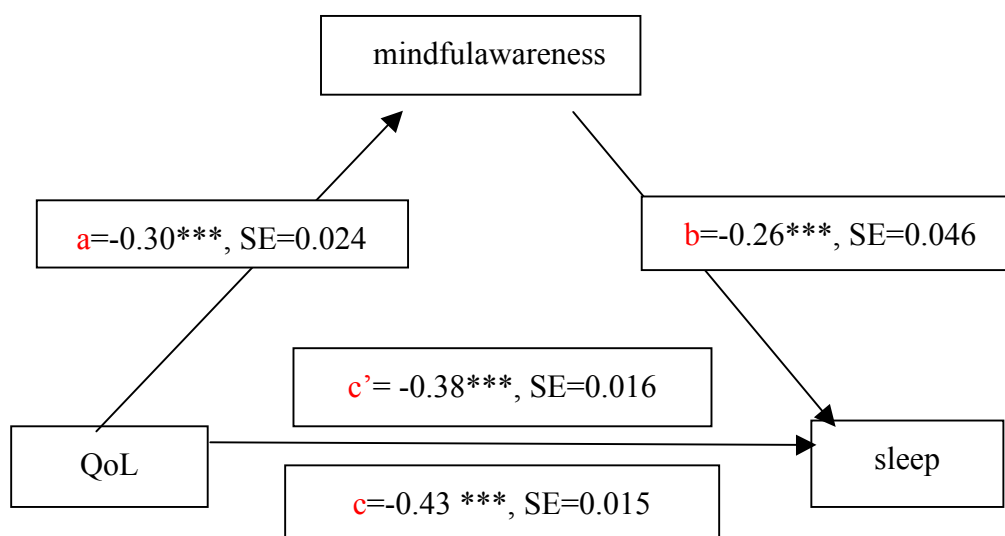 mindfulawareness
a=-0.30***, SE=0.024
b=-0.26***, SE=0.046
c’= -0.38***, SE=0.016
QoL
sleep
c=-0.43 ***, SE=0.015